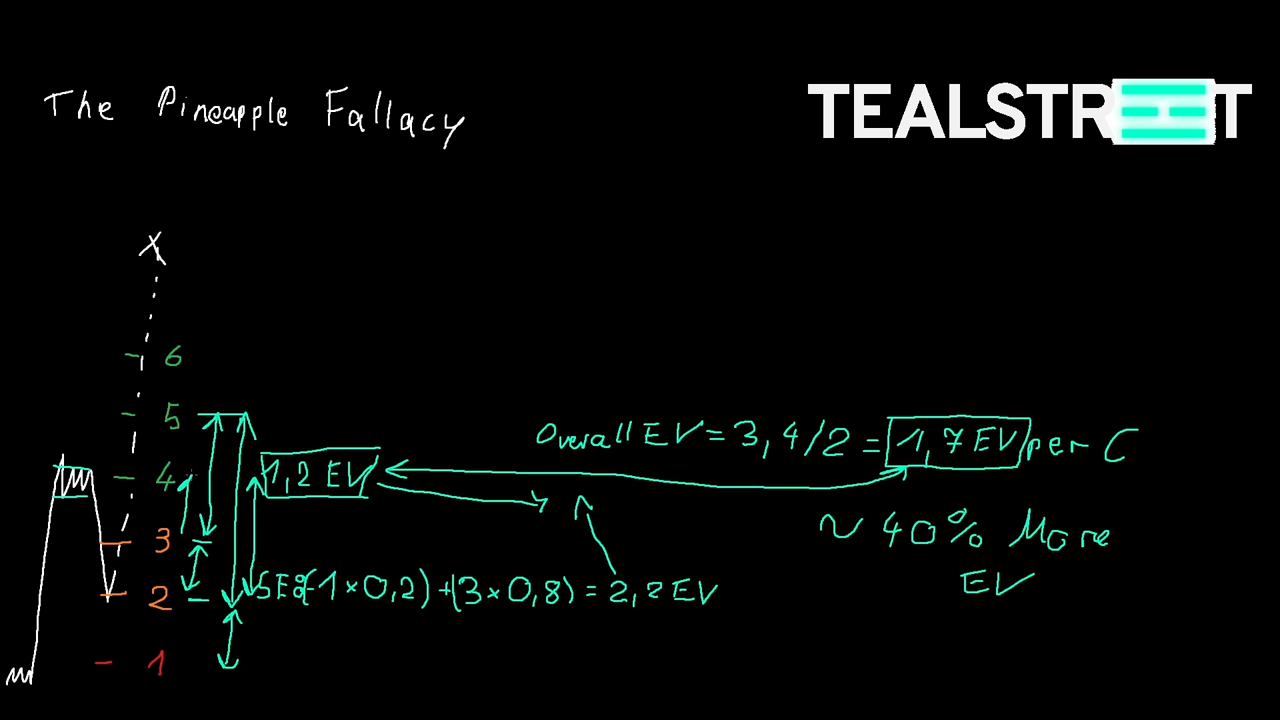 The Pineapple Fallacy
TEALSTREET
X
6
5
Overall EV = 3,4/2 = 1,7 EV per C
4
1,2 EV
3
~ 40% More
EV
2
(-1×0,2) + (3×0,8) = 2,2 EV
1